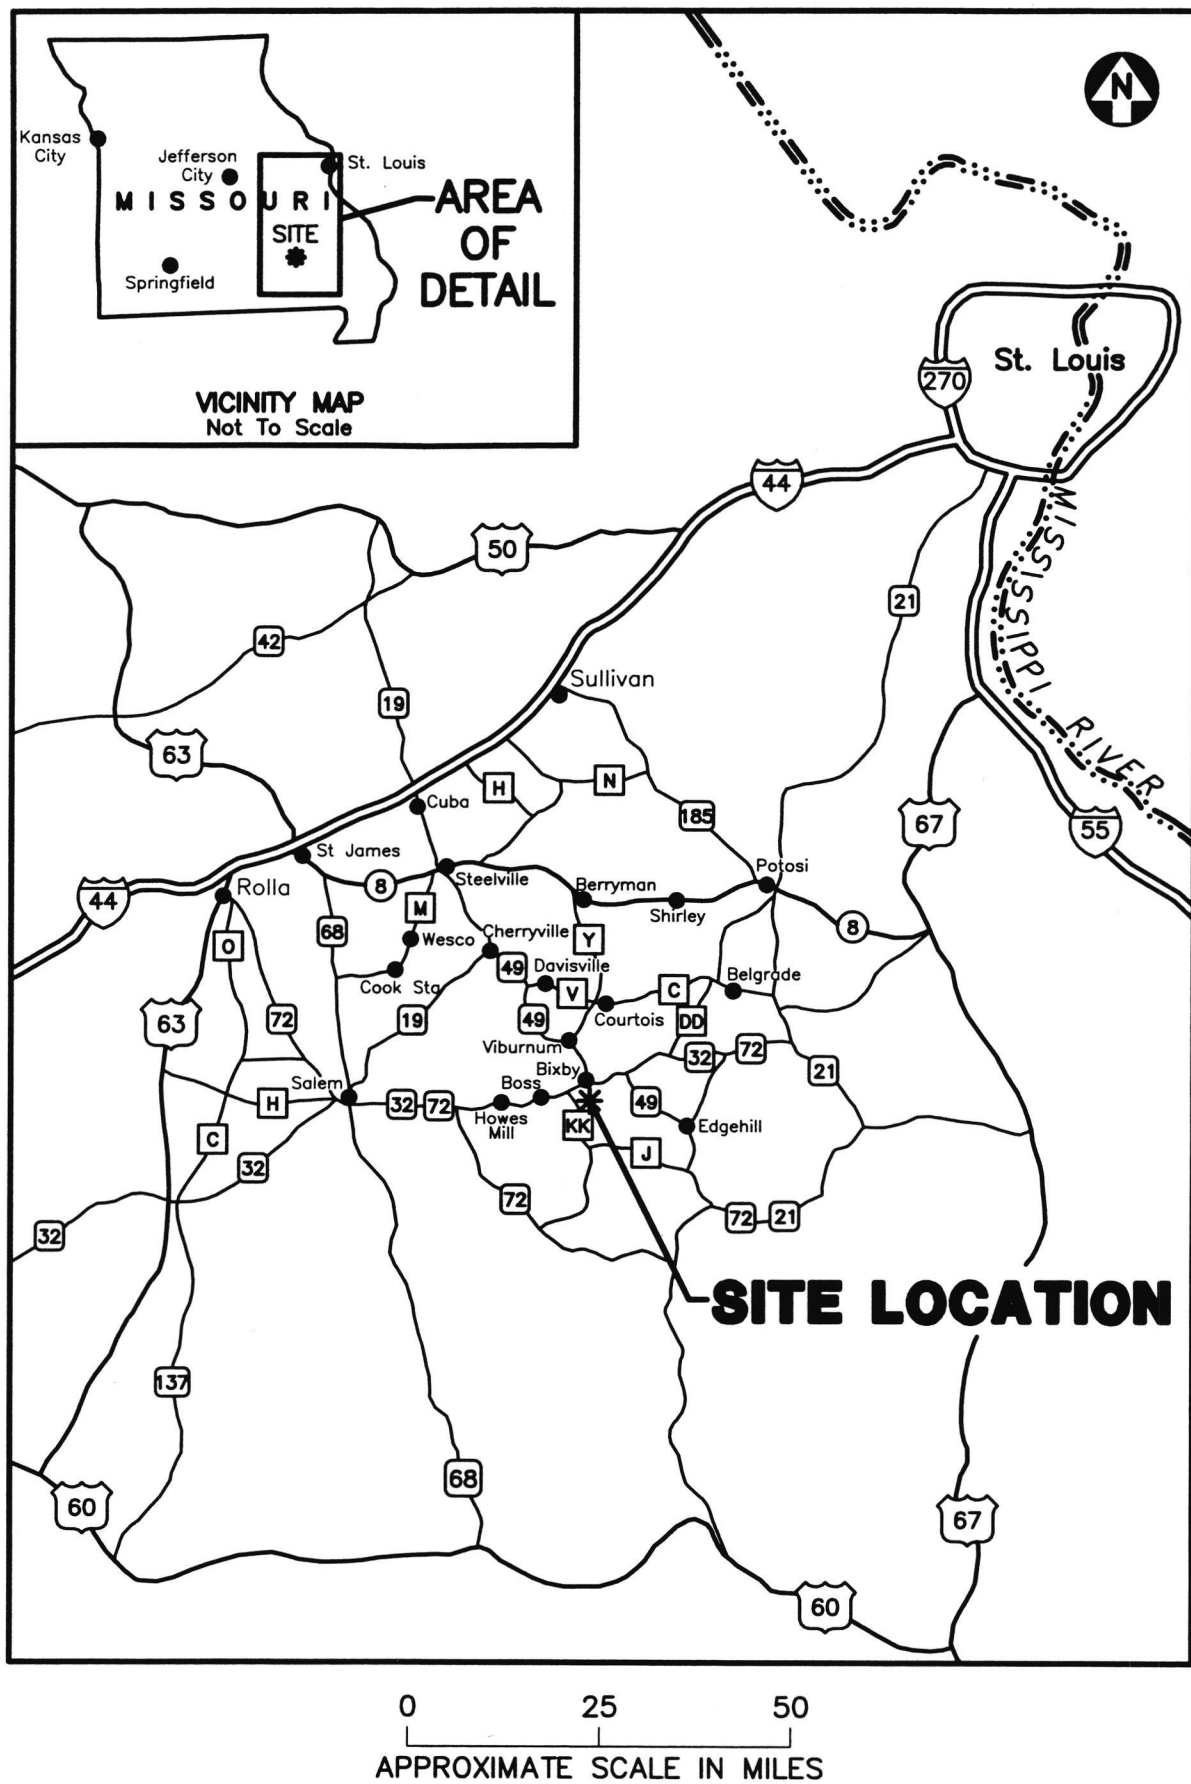 Kansas
City
Jefferson
City
St. Louis
MISSOURI
SITE
Springfield
AREA
OF
DETAIL
VICINITY MAP
Not To Scale
N
St. Louis
270
44
50
MISSISSIPPI
RIVER
21
42
Sullivan
19
63
H
N
Cuba
185
67
55
St James
Potosi
8
Steelville
Berryman
44
Rolla
M
Shirley
8
68
Cherryville
O
Wesco
Y
49
Davisville
Belgrade
Cook Sta
V
C
63
72
19
49
Courtois
DD
Viburnum
32
72
Bixby
21
Salem
Boss
H
32
72
49
Howes
Mill
KK
Edgehill
C
J
32
72
72
21
32
SITE LOCATION
137
68
60
67
60
0
25
50
APPROXIMATE SCALE IN MILES